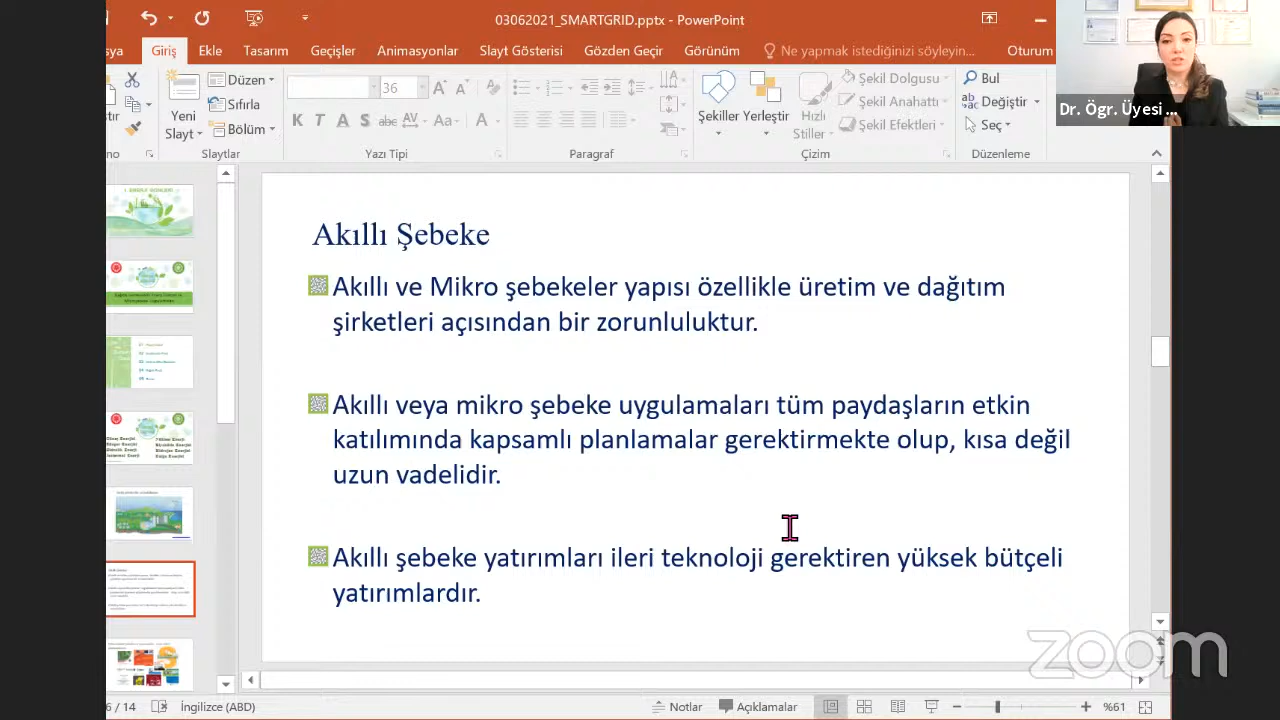 03062021_SMARTGRID.pptx - PowerPoint
Giriş Ekle Tasarım Geçişler Animasyonlar Slayt Gösterisi Gözden Geçir Görünüm Ne yapmak istediğinizi söyleyin... Oturum
Dr. Öğr. Üyesi ...
Yeni
Slayt
Düzen
Sıfırla
Bölüm
Slaytlar
36
K T A S abc AV Aa A
Yazı Tipi
Paragraf
Şekiller Yerleştir Hızlı
Stiller
Şekil Dolgusu
Şekil Anahattı
Şekil Efektleri
Çizim
Bul
Değiştir
Seç
Düzenleme
Akıllı Şebeke
Akıllı ve Mikro şebekeler yapısı özellikle üretim ve dağıtım
şirketleri açısından bir zorunluluktur.
Akıllı veya mikro şebeke uygulamaları tüm paydaşların etkin
katılımında kapsamlı planlamalar gerektirmekte olup, kısa değil
uzun vadelidir.
Akıllı şebeke yatırımları ileri teknoloji gerektiren yüksek bütçeli
yatırımlardır.
zoom
6 / 14 İngilizce (ABD) Notlar Açıklamalar %61